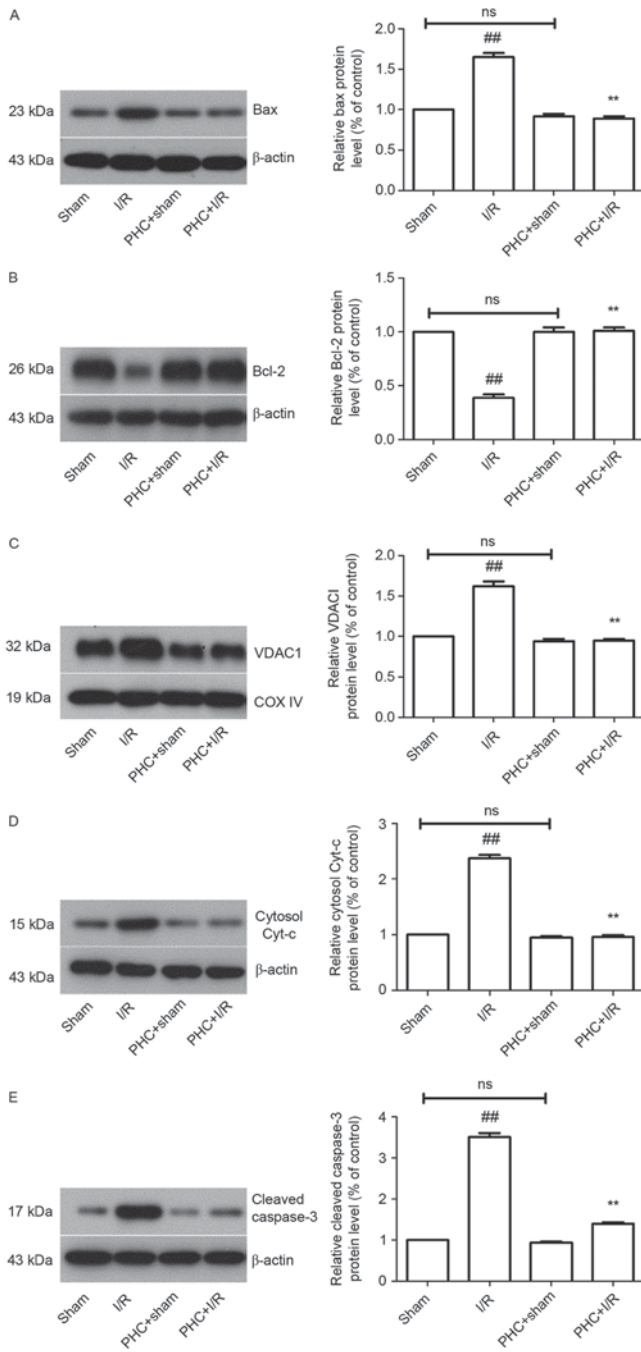 A
23 kDa
Bax
43 kDa
β-actin
Sham
I/R
PHC+sham
PHC+I/R
Relative bax protein
level (% of control)
2.0
1.5
1.0
0.5
0.0
ns
##
**
Sham
I/R
PHC+sham
PHC+I/R
B
26 kDa
Bcl-2
43 kDa
β-actin
Sham
I/R
PHC+sham
PHC+I/R
Relative Bcl-2 protein
level (% of control)
1.5
1.0
0.5
0.0
ns
##
**
Sham
I/R
PHC+sham
PHC+I/R
C
32 kDa
VDAC1
19 kDa
COX IV
Sham
I/R
PHC+sham
PHC+I/R
Relative VDACI
protein level (% of control)
2.0
1.5
1.0
0.5
0.0
ns
##
**
Sham
I/R
PHC+sham
PHC+I/R
D
15 kDa
Cytosol
Cyt-c
43 kDa
β-actin
Sham
I/R
PHC+sham
PHC+I/R
Relative cytosol Cyt-c
protein level (% of control)
3
2
1
0
ns
##
**
Sham
I/R
PHC+sham
PHC+I/R
E
17 kDa
Cleaved
caspase-3
43 kDa
β-actin
Sham
I/R
PHC+sham
PHC+I/R
Relative cleaved caspase-3
protein level (% of control)
4
3
2
1
0
ns
##
**
Sham
I/R
PHC+sham
PHC+I/R